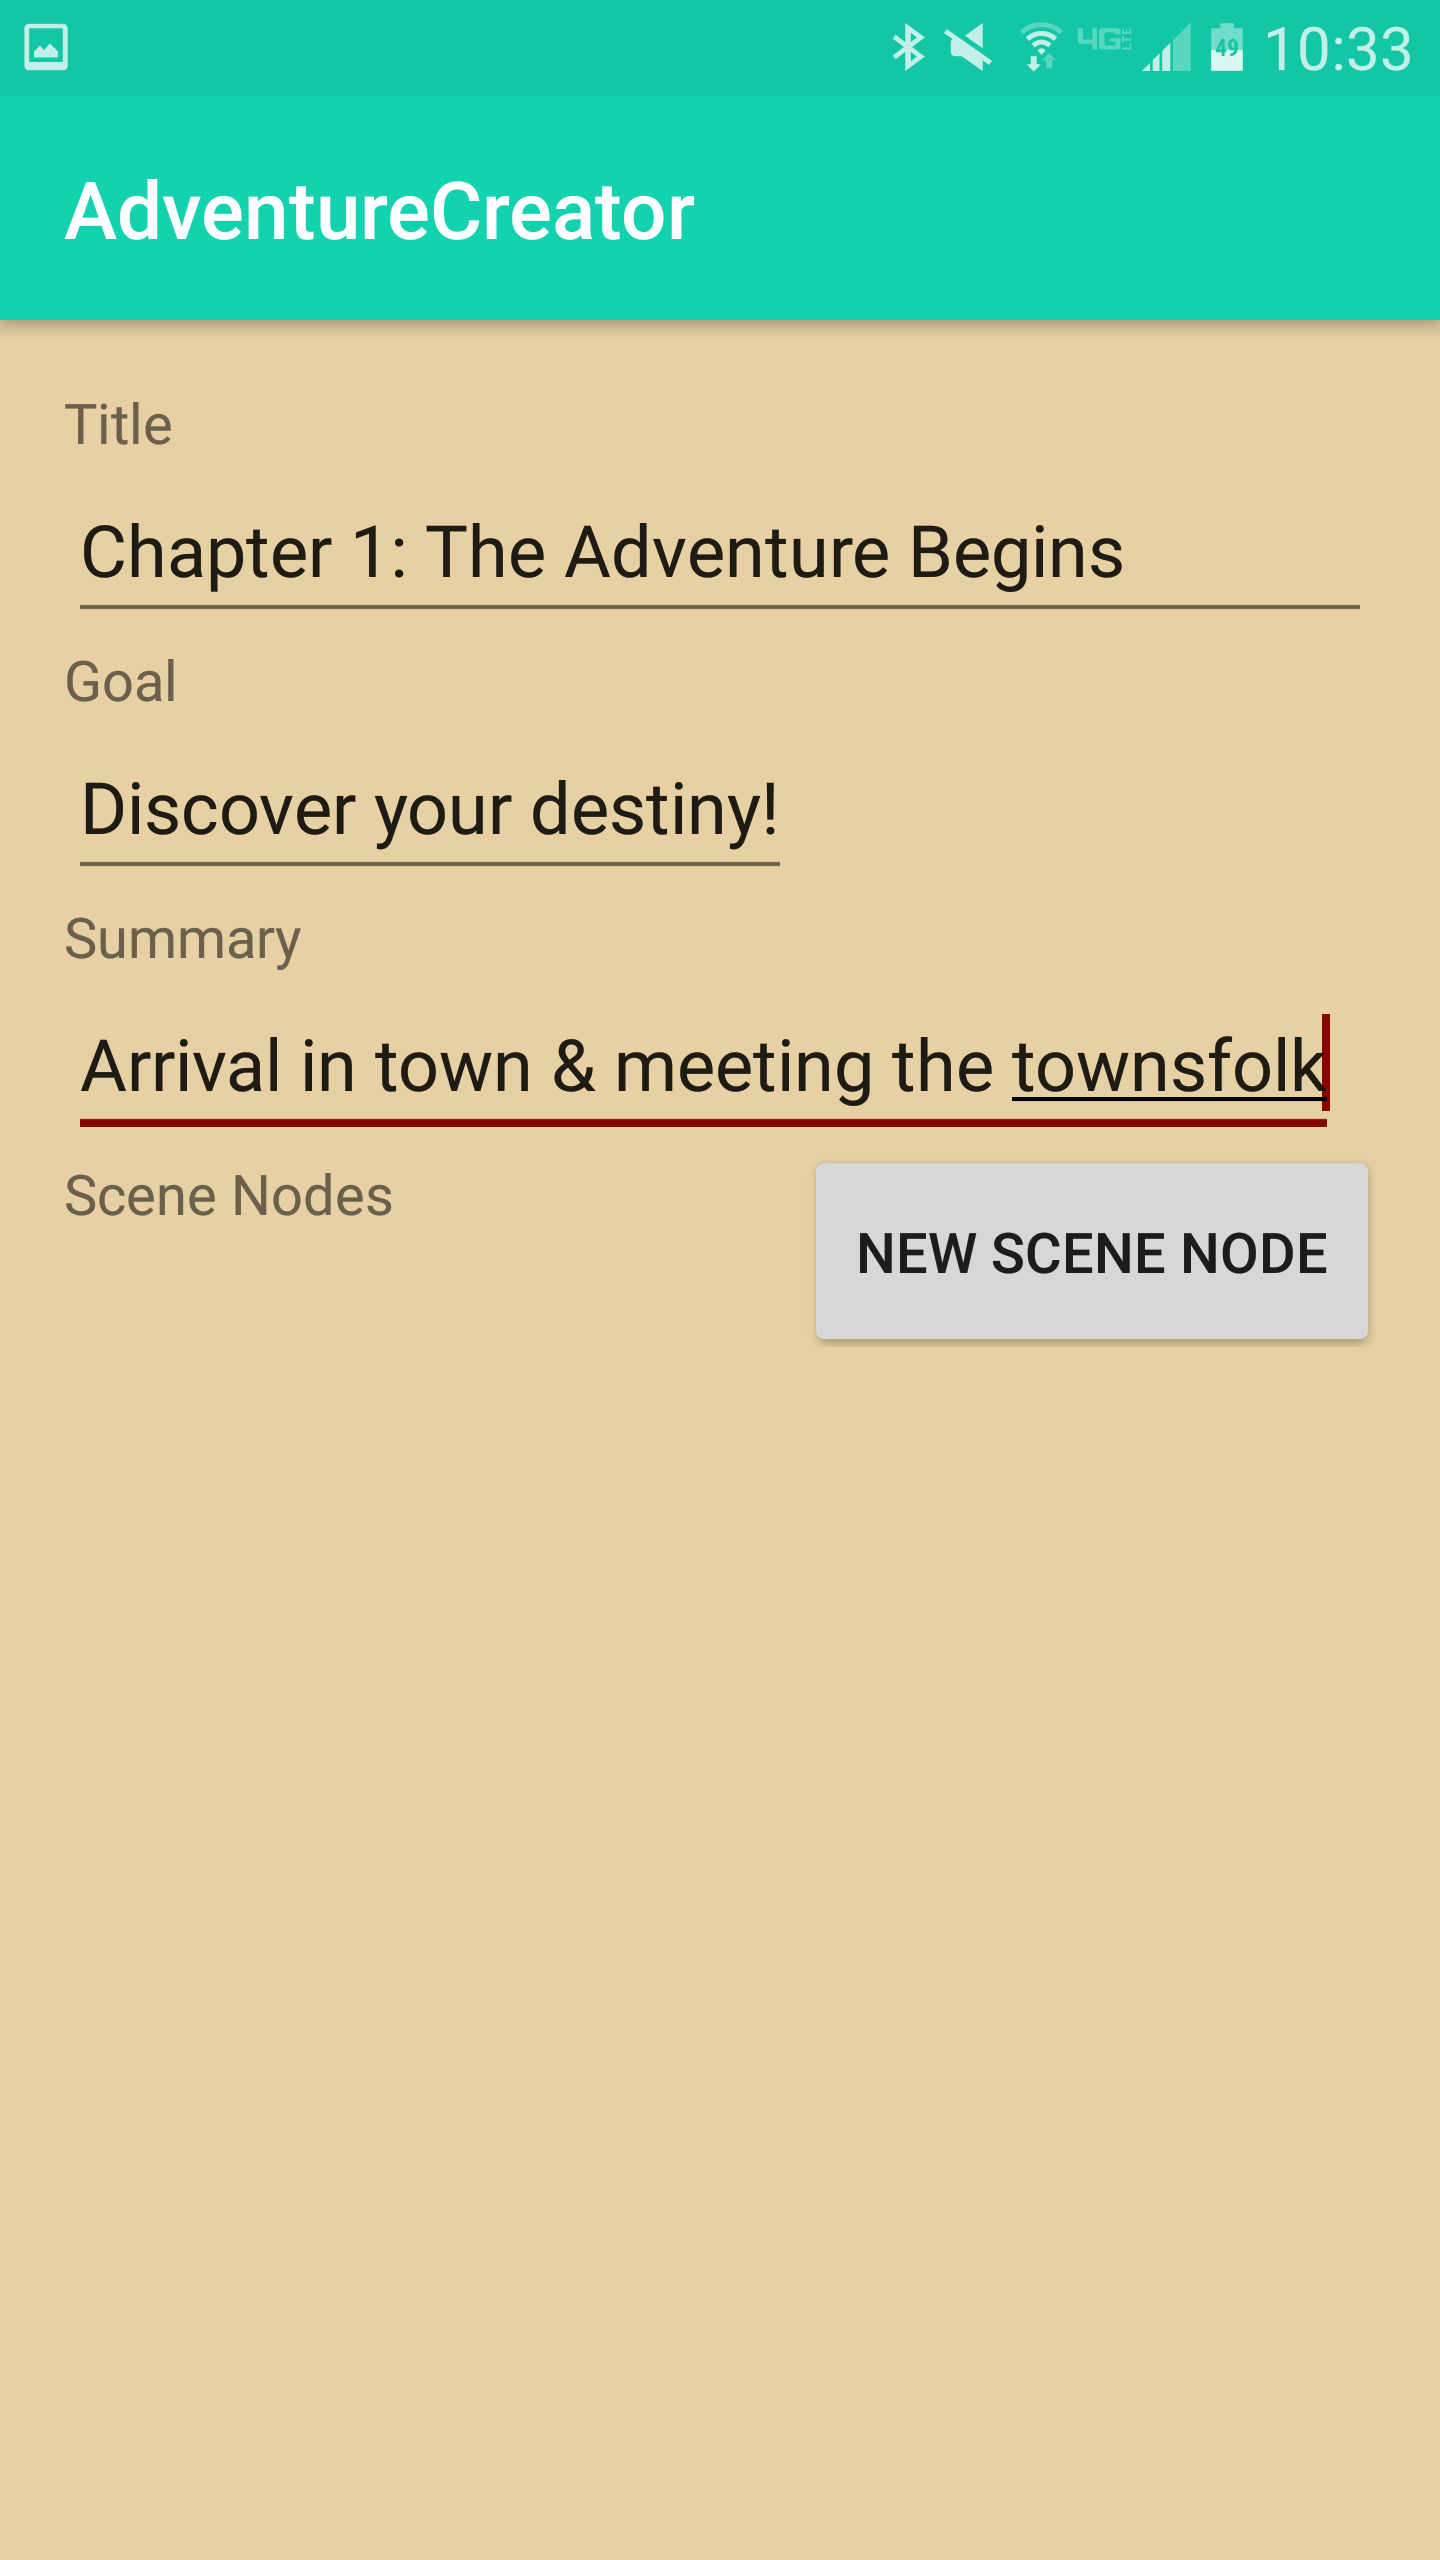 4G LTE 49 10:33
AdventureCreator
Title
Chapter 1: The Adventure Begins
Goal
Discover your destiny!
Summary
Arrival in town & meeting the townsfolk
Scene Nodes
NEW SCENE NODE